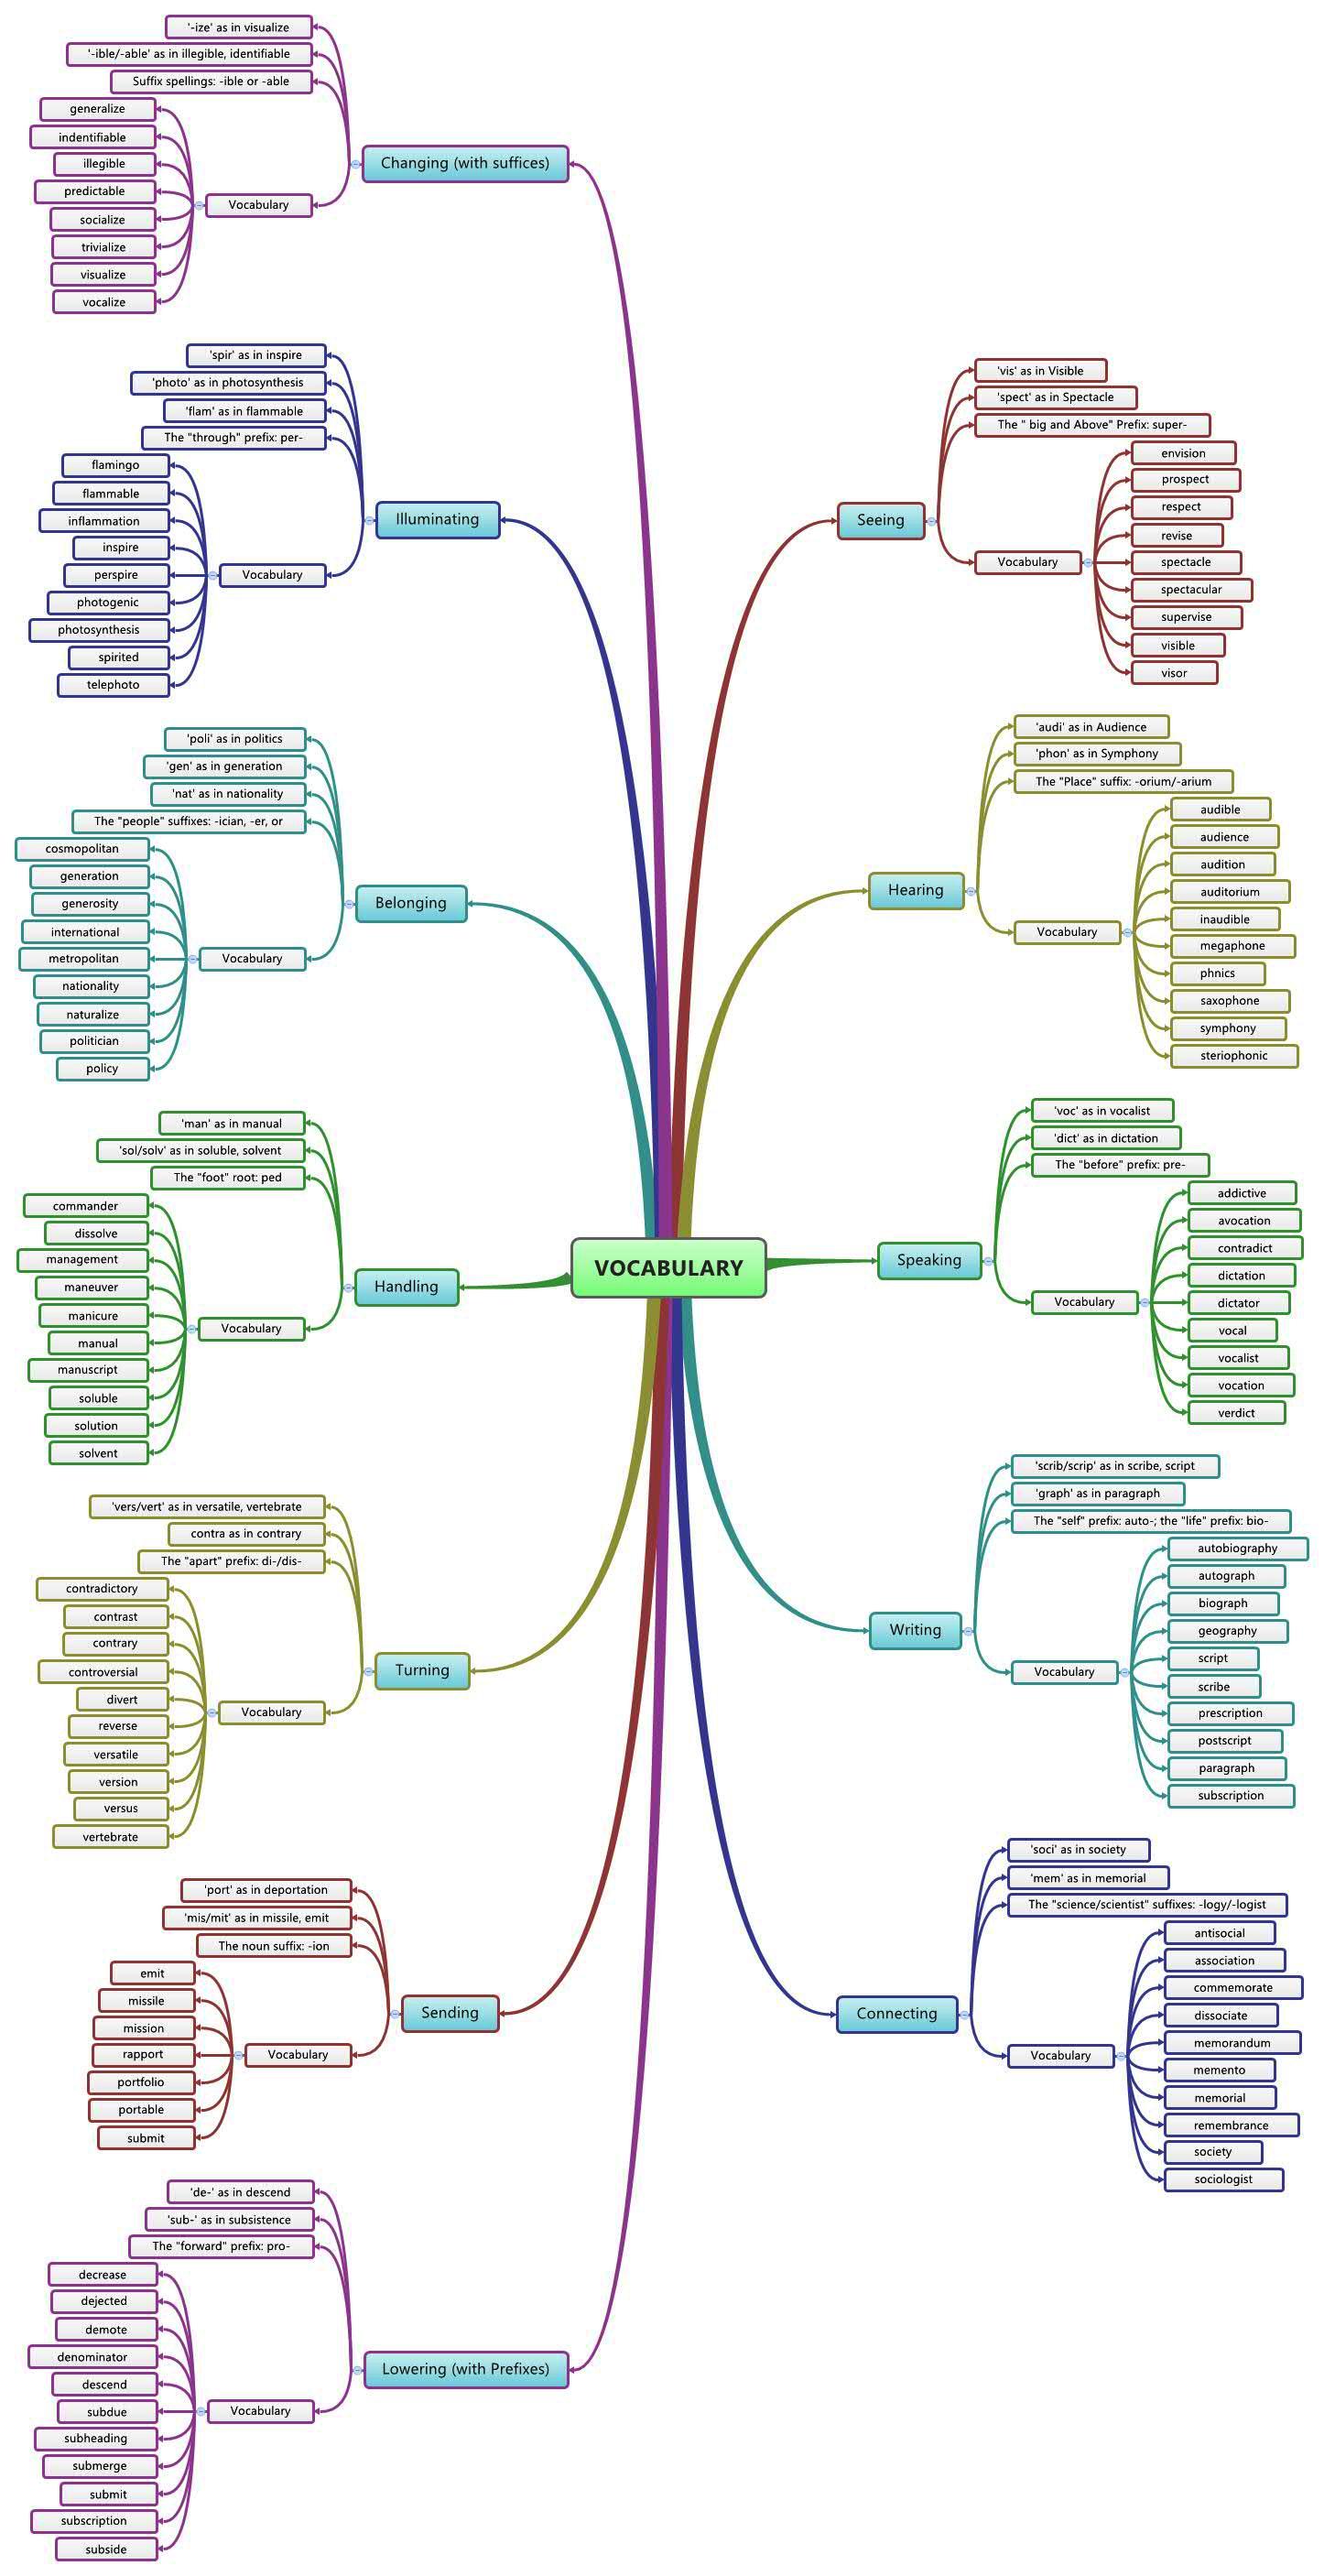 '-ize' as in visualize
'-ible/-able' as in illegible, identifiable
Suffix spellings: -ible or -able
generalize
indentifiable
illegible
predictable
socialize
trivialize
visualize
vocalize
Vocabulary
Changing (with suffices)
'spir' as in inspire
'photo' as in photosynthesis
'flam' as in flammable
The "through" prefix: per-
flamingo
flammable
inflammation
inspire
perspire
photogenic
photosynthesis
spirited
telephoto
Vocabulary
Illuminating
'poli' as in politics
'gen' as in generation
'nat' as in nationality
The "people" suffixes: -ician, -er, or
cosmopolitan
generation
generosity
international
metropolitan
nationality
naturalize
politician
policy
Vocabulary
Belonging
'man' as in manual
'sol/solv' as in soluble, solvent
The "foot" root: ped
commander
dissolve
management
maneuver
manicure
manual
manuscript
soluble
solution
solvent
Vocabulary
Handling
'vers/vert' as in versatile, vertebrate
contra as in contrary
The "apart" prefix: di-/dis-
contradictory
contrast
contrary
controversial
divert
reverse
versatile
version
versus
vertebrate
Vocabulary
Turning
'port' as in deportation
'mis/mit' as in missile, emit
The noun suffix: -ion
emit
missile
mission
rapport
portfolio
portable
submit
Vocabulary
Sending
'de-' as in descend
'sub-' as in subsistence
The "forward" prefix: pro-
decrease
dejected
demote
denominator
descend
subdue
subheading
submerge
submit
subscription
subside
Vocabulary
Lowering (with Prefixes)
VOCABULARY
Seeing
'vis' as in Visible
'spect' as in Spectacle
The " big and Above" Prefix: super-
Vocabulary
envision
prospect
respect
revise
spectacle
spectacular
supervise
visible
visor
Hearing
'audi' as in Audience
'phon' as in Symphony
The "Place" suffix: -orium/-arium
Vocabulary
audible
audience
audition
auditorium
inaudible
megaphone
phnics
saxophone
symphony
steriophonic
Speaking
'voc' as in vocalist
'dict' as in dictation
The "before" prefix: pre-
Vocabulary
addictive
avocation
contradict
dictation
dictator
vocal
vocalist
vocation
verdict
Writing
'scrib/scrip' as in scribe, script
'graph' as in paragraph
The "self" prefix: auto-; the "life" prefix: bio-
Vocabulary
autobiography
autograph
biograph
geography
script
scribe
prescription
postscript
paragraph
subscription
Connecting
'soci' as in society
'mem' as in memorial
The "science/scientist" suffixes: -logy/-logist
Vocabulary
antisocial
association
commemorate
dissociate
memorandum
memento
memorial
remembrance
society
sociologist